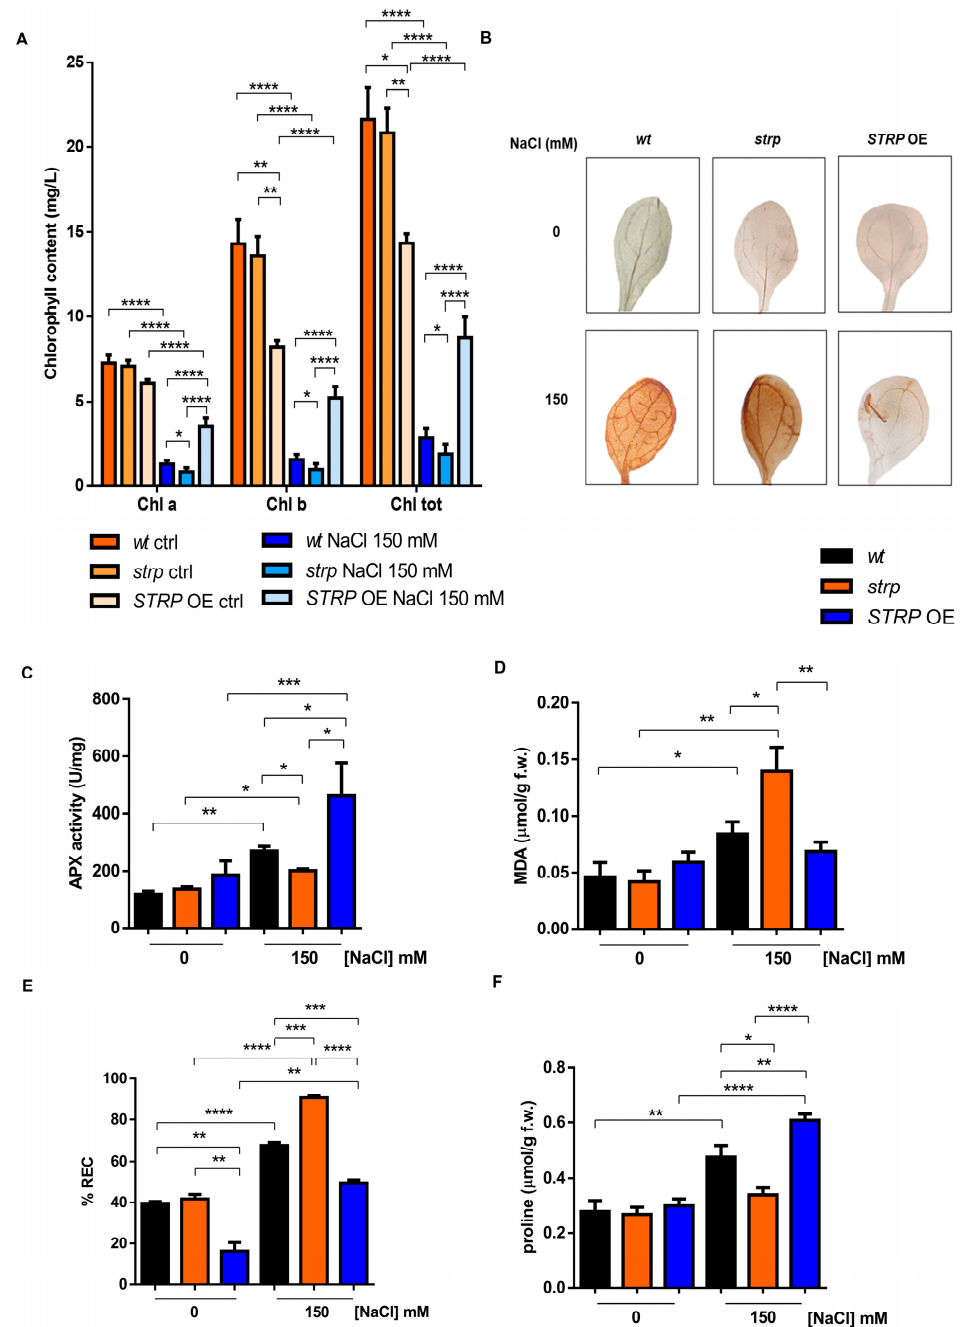 A
B
Chlorophyll content (mg/L)
25
20
15
10
5
0
**** **** ****
** **
**** **** ****
* **
**** **** ****
**** **** *
**** **** *
**** **** *
Chl a Chl b Chl tot
wt ctrl
strp ctrl
STRP OE ctrl
wt NaCl 150 mM
strp NaCl 150 mM
STRP OE NaCl 150 mM
NaCl (mM) wt strp STRP OE
0
150
wt
strp
STRP OE
C
APX activity (U/mg)
800
600
400
200
0
***
*
*
*
*
**
0 150 [NaCl] mM
D
MDA (µmol/g f.w.)
0.20
0.15
0.10
0.05
0.00
**
*
**
*
0 150 [NaCl] mM
E
% REC
100
80
60
40
20
0
***
***
**** ****
**
****
**
**
0 150 [NaCl] mM
F
proline (µmol/g f.w.)
0.8
0.6
0.4
0.2
0.0
****
*
**
****
**
0 150 [NaCl] mM